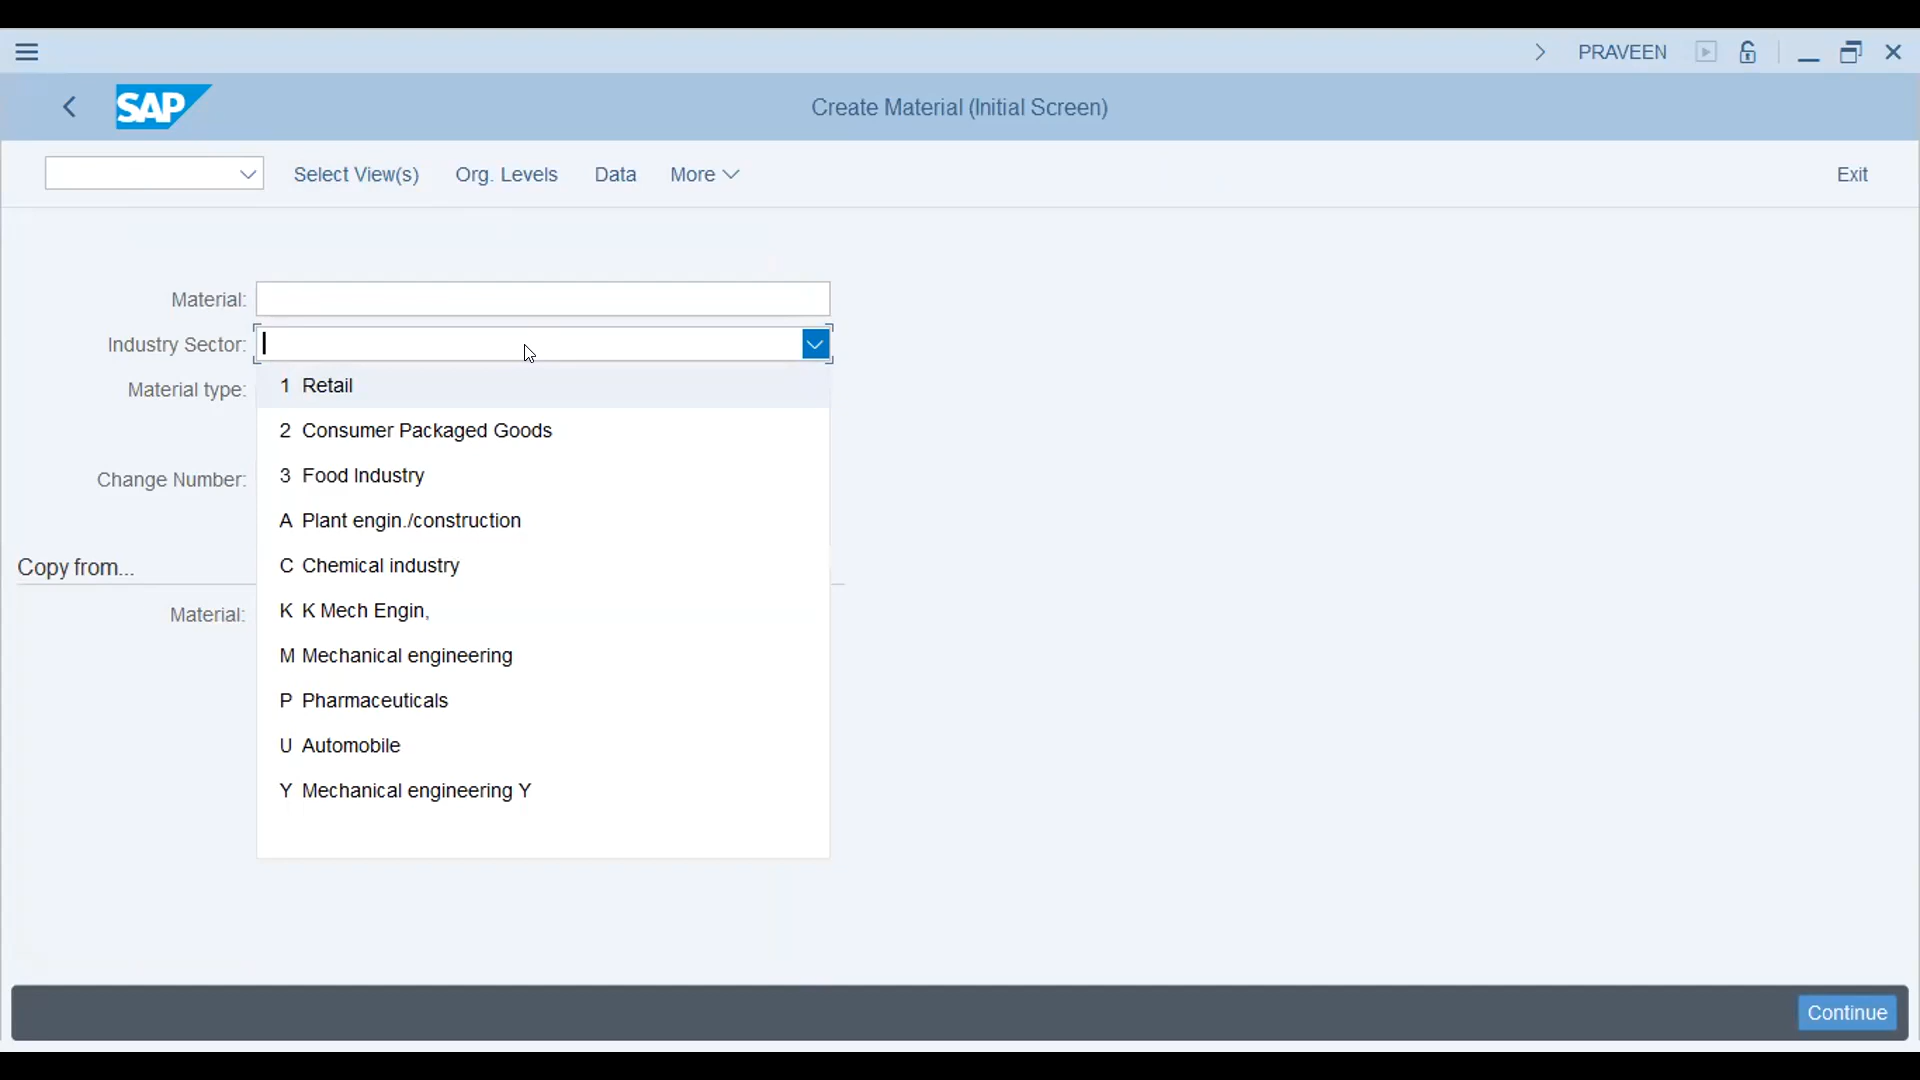 PRAVEEN
SAP
Create Material (Initial Screen)
Select View(s) Org. Levels Data More Exit
Material:
Industry Sector:
1 Retail
Material type:
2 Consumer Packaged Goods
3 Food Industry
Change Number:
A Plant engin./construction
C Chemical industry
Copy from...
K K Mech Engin,
Material:
M Mechanical engineering
P Pharmaceuticals
U Automobile
Y Mechanical engineering Y
Continue